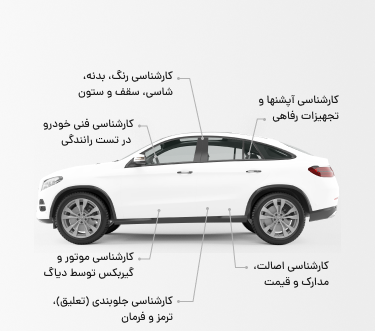 کارشناسی رنگ، بدنه،
شاسی، سقف و ستون
کارشناسی آپشنها و
تجهیزات رفاهی
کارشناسی فنی خودرو
در تست رانندگی
کارشناسی موتور و
گیربکس توسط دیاگ
کارشناسی اصالت،
مدارک و قیمت
کارشناسی جلوبندی (تعلیق)،
ترمز و فرمان